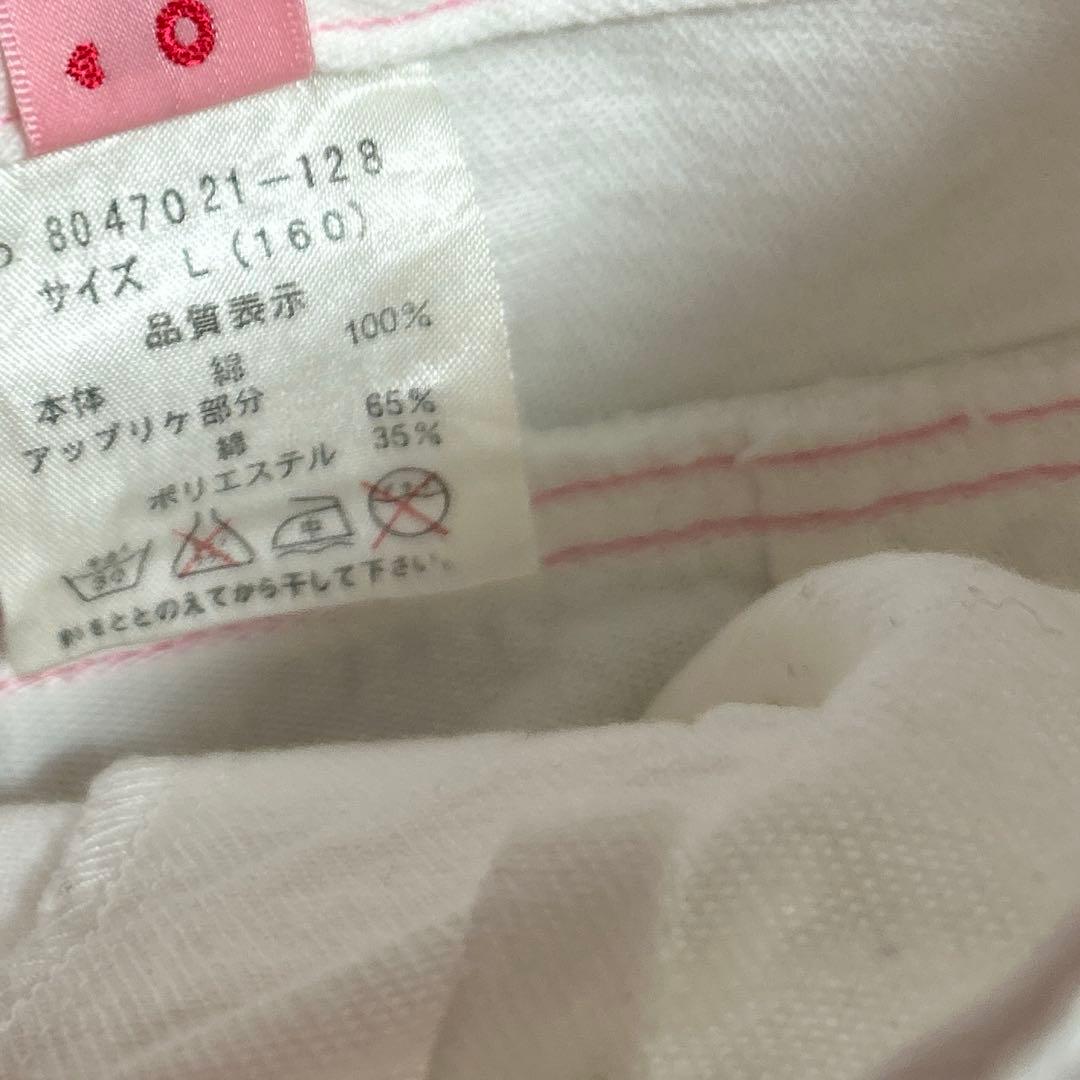 8047021-128
サイズ L(160)
品質表示
本体 綿 100%
アップリケ部分
綿 65%
ポリエステル 35%
中
形をととのえてから干して下さい。